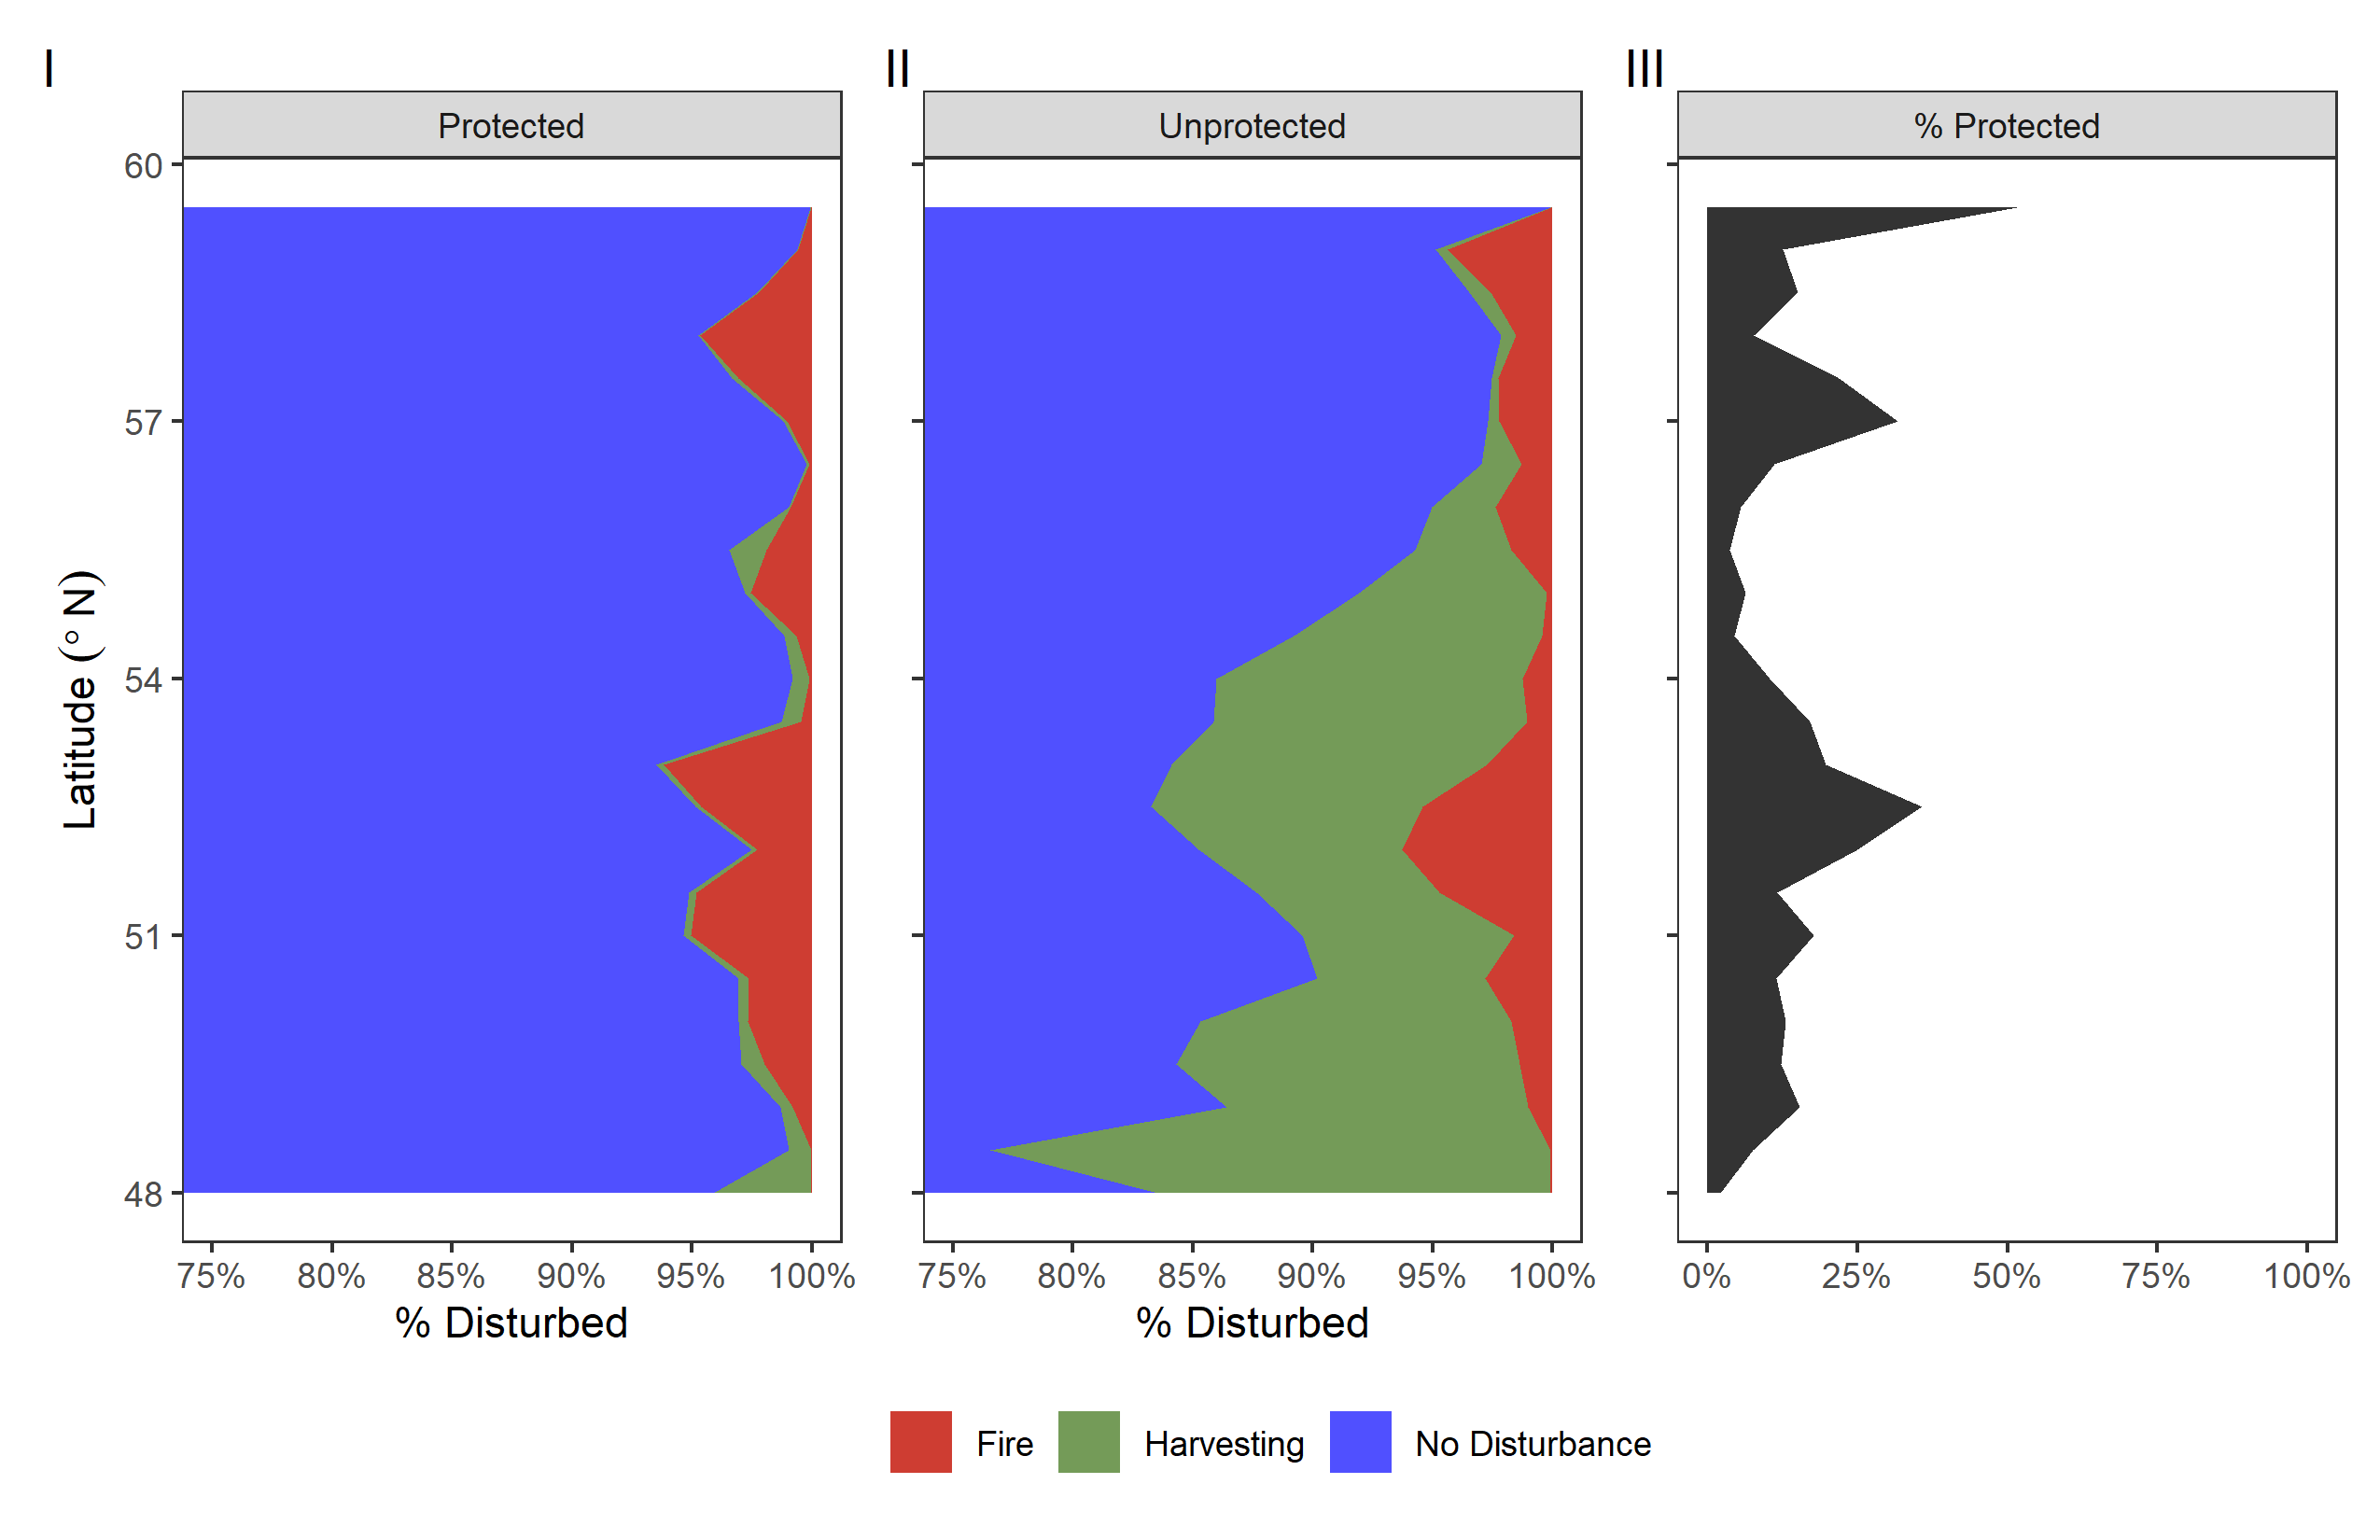 I II III
Protected Unprotected % Protected
60
57
54
51
48
Latitude (° N)
75% 80% 85% 90% 95% 100% 75% 80% 85% 90% 95% 100% 0% 25% 50% 75% 100%
% Disturbed % Disturbed
Fire Harvesting No Disturbance